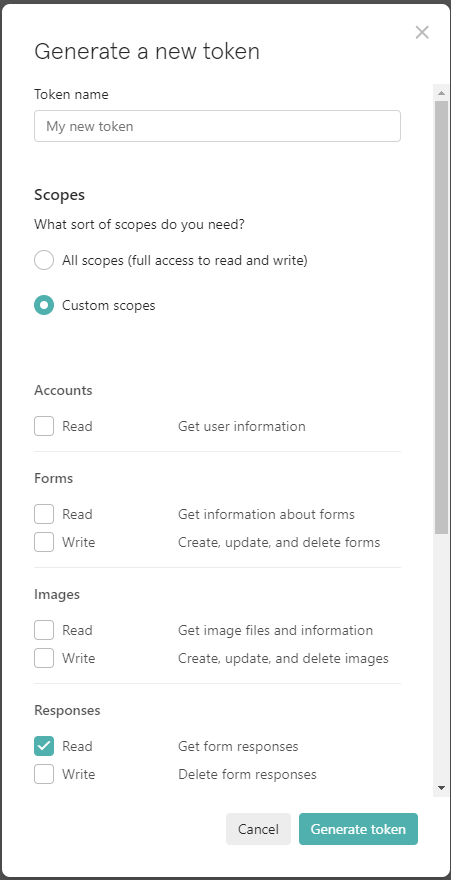 Generate a new token
Token name
My new token
Scopes
What sort of scopes do you need?
All scopes (full access to read and write)
Custom scopes
Accounts
Read Get user information
Forms
Read Get information about forms
Write Create, update, and delete forms
Images
Read Get image files and information
Write Create, update, and delete images
Responses
Read Get form responses
Write Delete form responses
Cancel Generate token